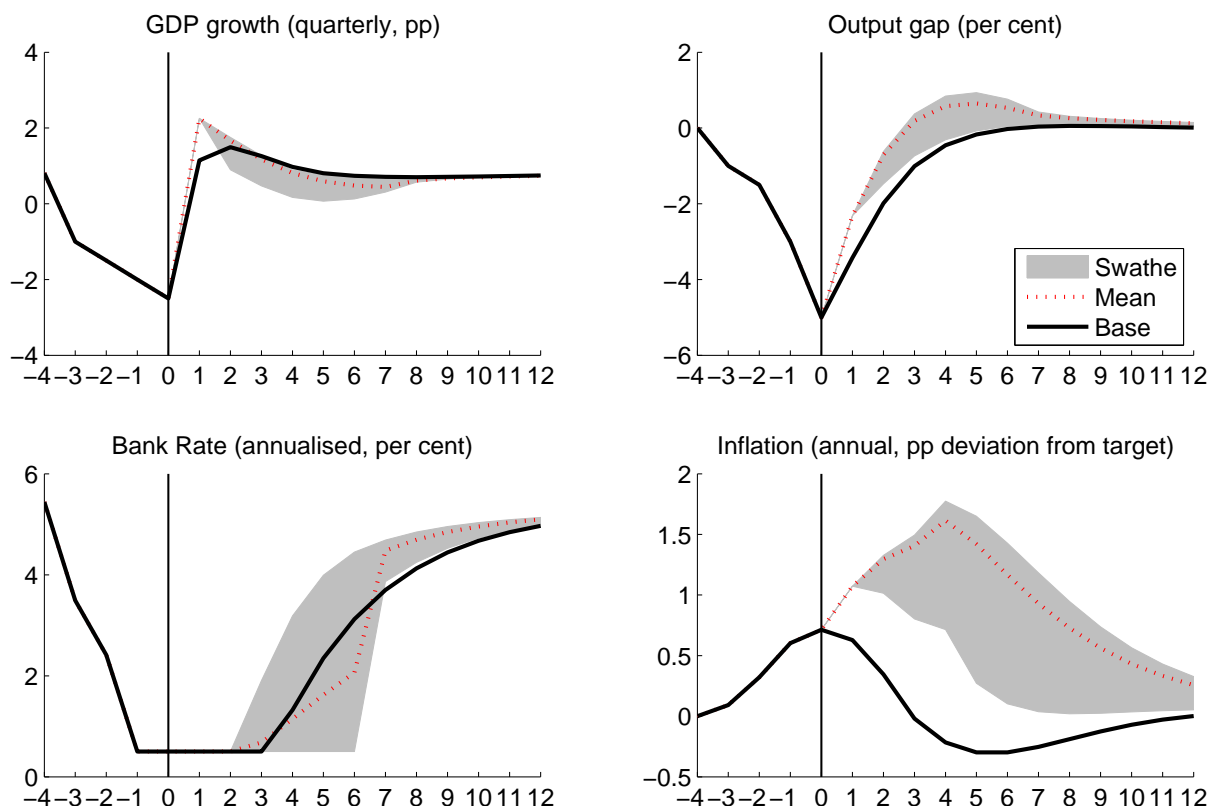 GDP growth (quarterly, pp)
4
2
0
−2
−4
−4 −3 −2 −1 0 1 2 3 4 5 6 7 8 9 10 11 12
Output gap (per cent)
2
0
−2
−4
−6
−4 −3 −2 −1 0 1 2 3 4 5 6 7 8 9 10 11 12
Swathe
Mean
Base
Bank Rate (annualised, per cent)
6
4
2
0
−4 −3 −2 −1 0 1 2 3 4 5 6 7 8 9 10 11 12
Inflation (annual, pp deviation from target)
2
1.5
1
0.5
0
−0.5
−4 −3 −2 −1 0 1 2 3 4 5 6 7 8 9 10 11 12